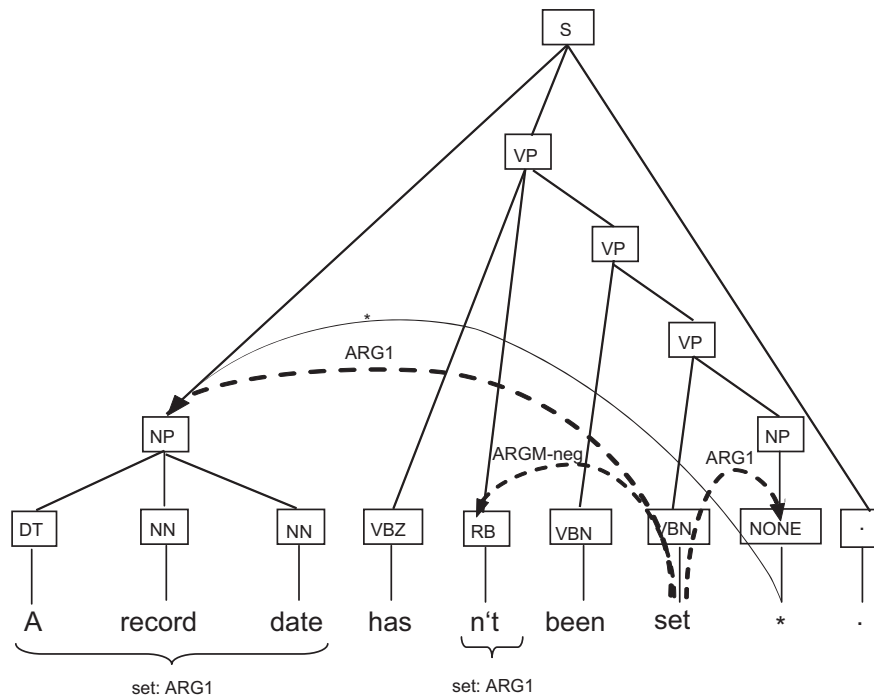 S
VP
VP
*
VP
ARG1
NP NP
ARGM-neg ARG1
DT NN NN VBZ RB VBN VBN NONE .
A record date has n‘t been set * .
set: ARG1 set: ARG1